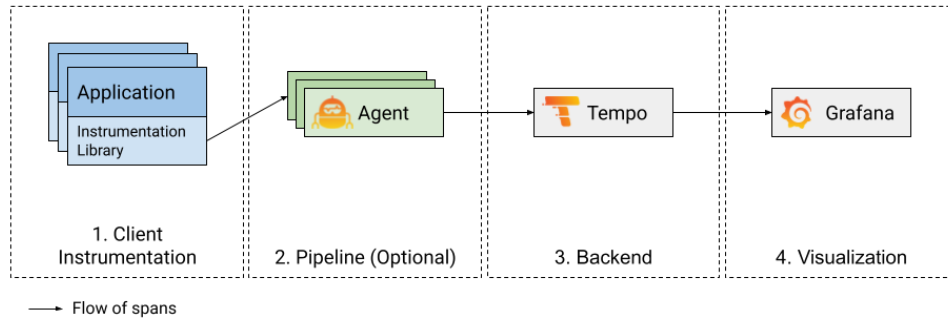 Application
Instrumentation
Library
Agent
Tempo
Grafana
1. Client
Instrumentation
2. Pipeline (Optional)
3. Backend
4. Visualization
Flow of spans